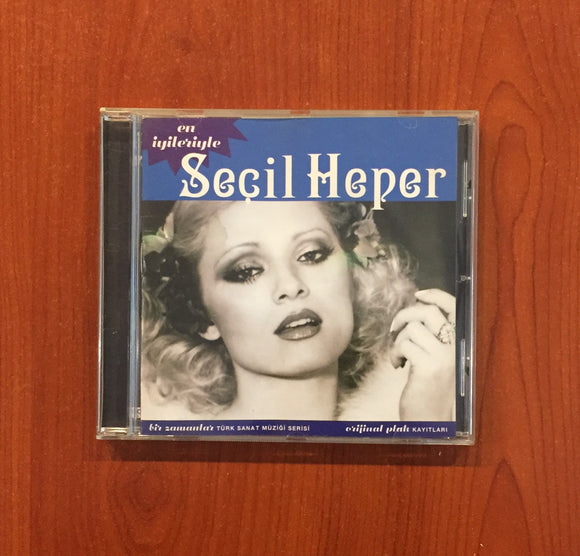 en
iyileriyle
Seçil Heper
bir zamanlar TÜRK SANAT MÜZİĞİ SERİSİ
orijinal plak KAYITLARI